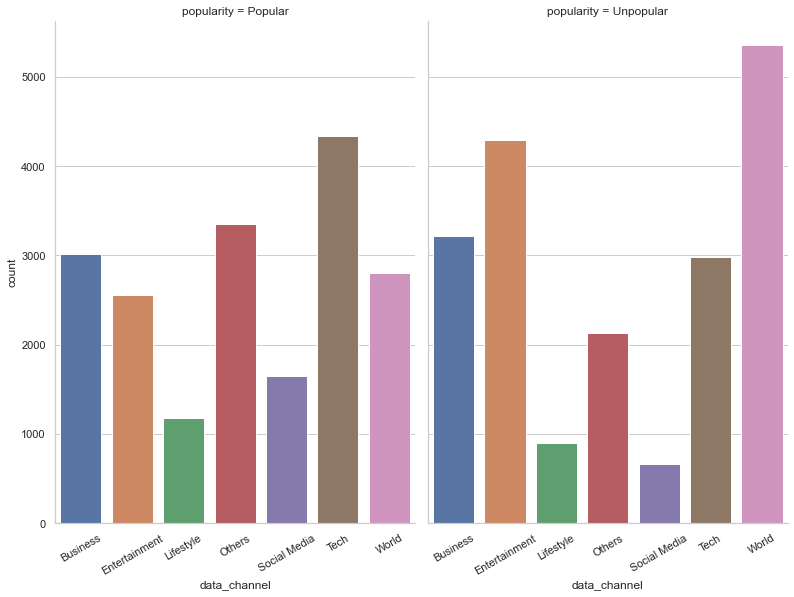 popularity = Popular
popularity = Unpopular
count
5000
4000
3000
2000
1000
0
Business
Entertainment
Lifestyle
Others
Social Media
Tech
World
data_channel
Business
Entertainment
Lifestyle
Others
Social Media
Tech
World
data_channel